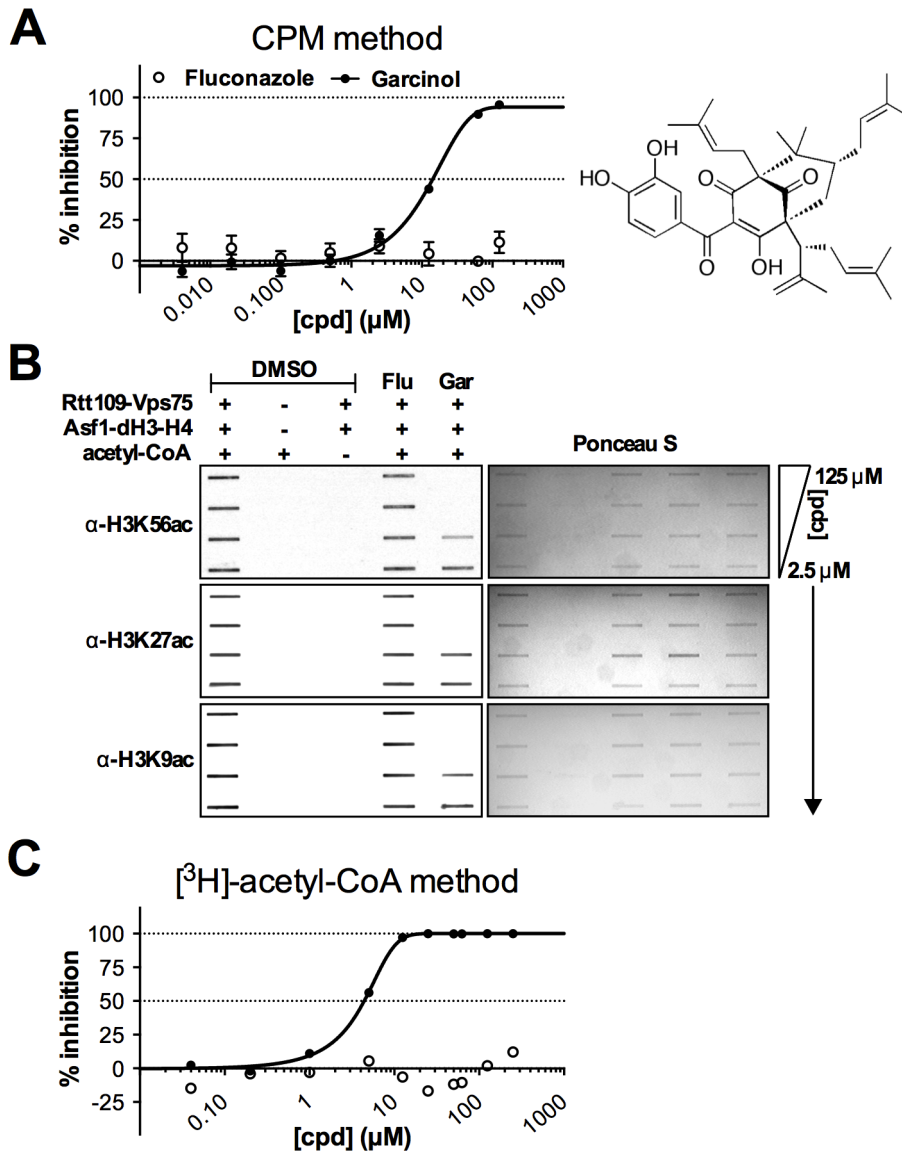 A
CPM method
Fluconazole Garcinol
% inhibition
100
75
50
25
0
0.010 0.100 1 10 100 1000
[cpd] (µM)
OH
HO
O
O
O
OH
B
DMSO Flu Gar
Rtt109-Vps75 + - + + +
Asf1-dH3-H4 + - + + +
acetyl-CoA + + - + +
Ponceau S
α-H3K56ac
α-H3K27ac
α-H3K9ac
125 µM
[cpd]
2.5 µM
C
[³H]-acetyl-CoA method
% inhibition
100
75
50
25
0
-25
0.10 1 10 100 1000
[cpd] (µM)